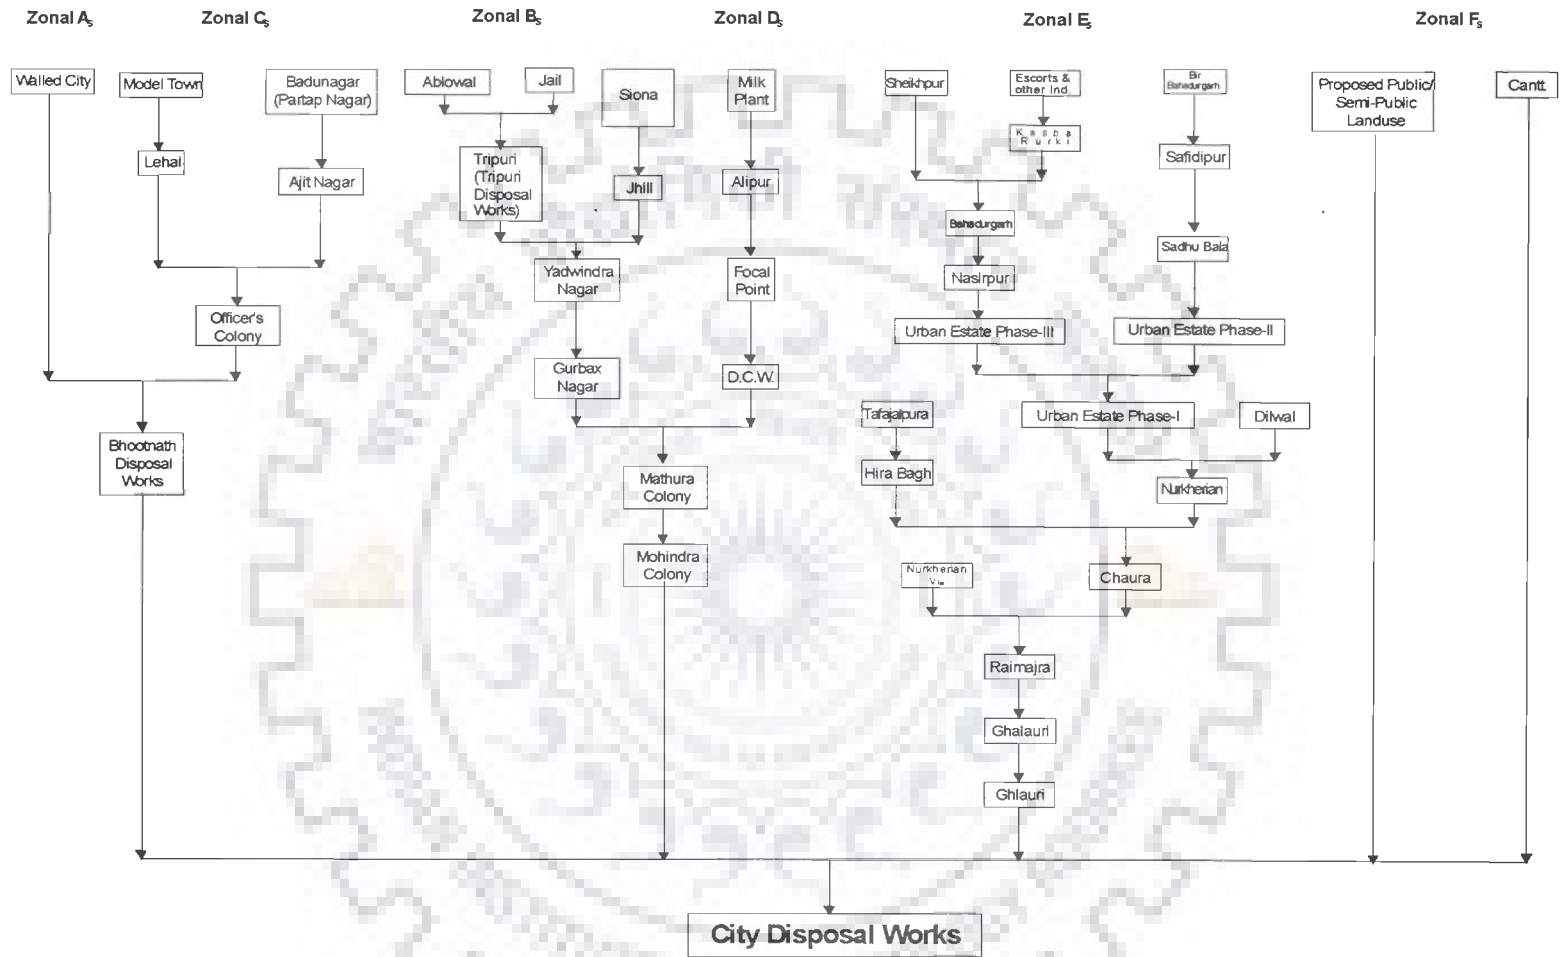 Zonal As
Zonal Cs
Zonal Bs
Zonal Ds
Zonal Es
Zonal Fs
Walled City
Model Town
Badunagar
(Partap Nagar)
Ablowal
Jail
Siona
Milk
Plant
Sheikhpur
Escorts &
other Ind.
Bir
Bahadurgarh
Proposed Public/
Semi-Public
Landuse
Cantt.
Lehal
Ajit Nagar
Tripuri
(Tripuri
Disposal
Works)
Jhill
Alipur
Kasba
Rurki
Safidipur
Bahadurgarh
Sadhu Bala
Yadwindra
Nagar
Focal
Point
Nasirpur
Officer's
Colony
Urban Estate Phase-III
Urban Estate Phase-II
Gurbax
Nagar
D.C.W.
Tafajalpura
Urban Estate Phase-I
Dilwal
Bhootnath
Disposal
Works
Mathura
Colony
Hira Bagh
Nurkherian
Mohindra
Colony
Nurkherian
Chaura
Raimajra
Ghalauri
Ghlauri
City Disposal Works